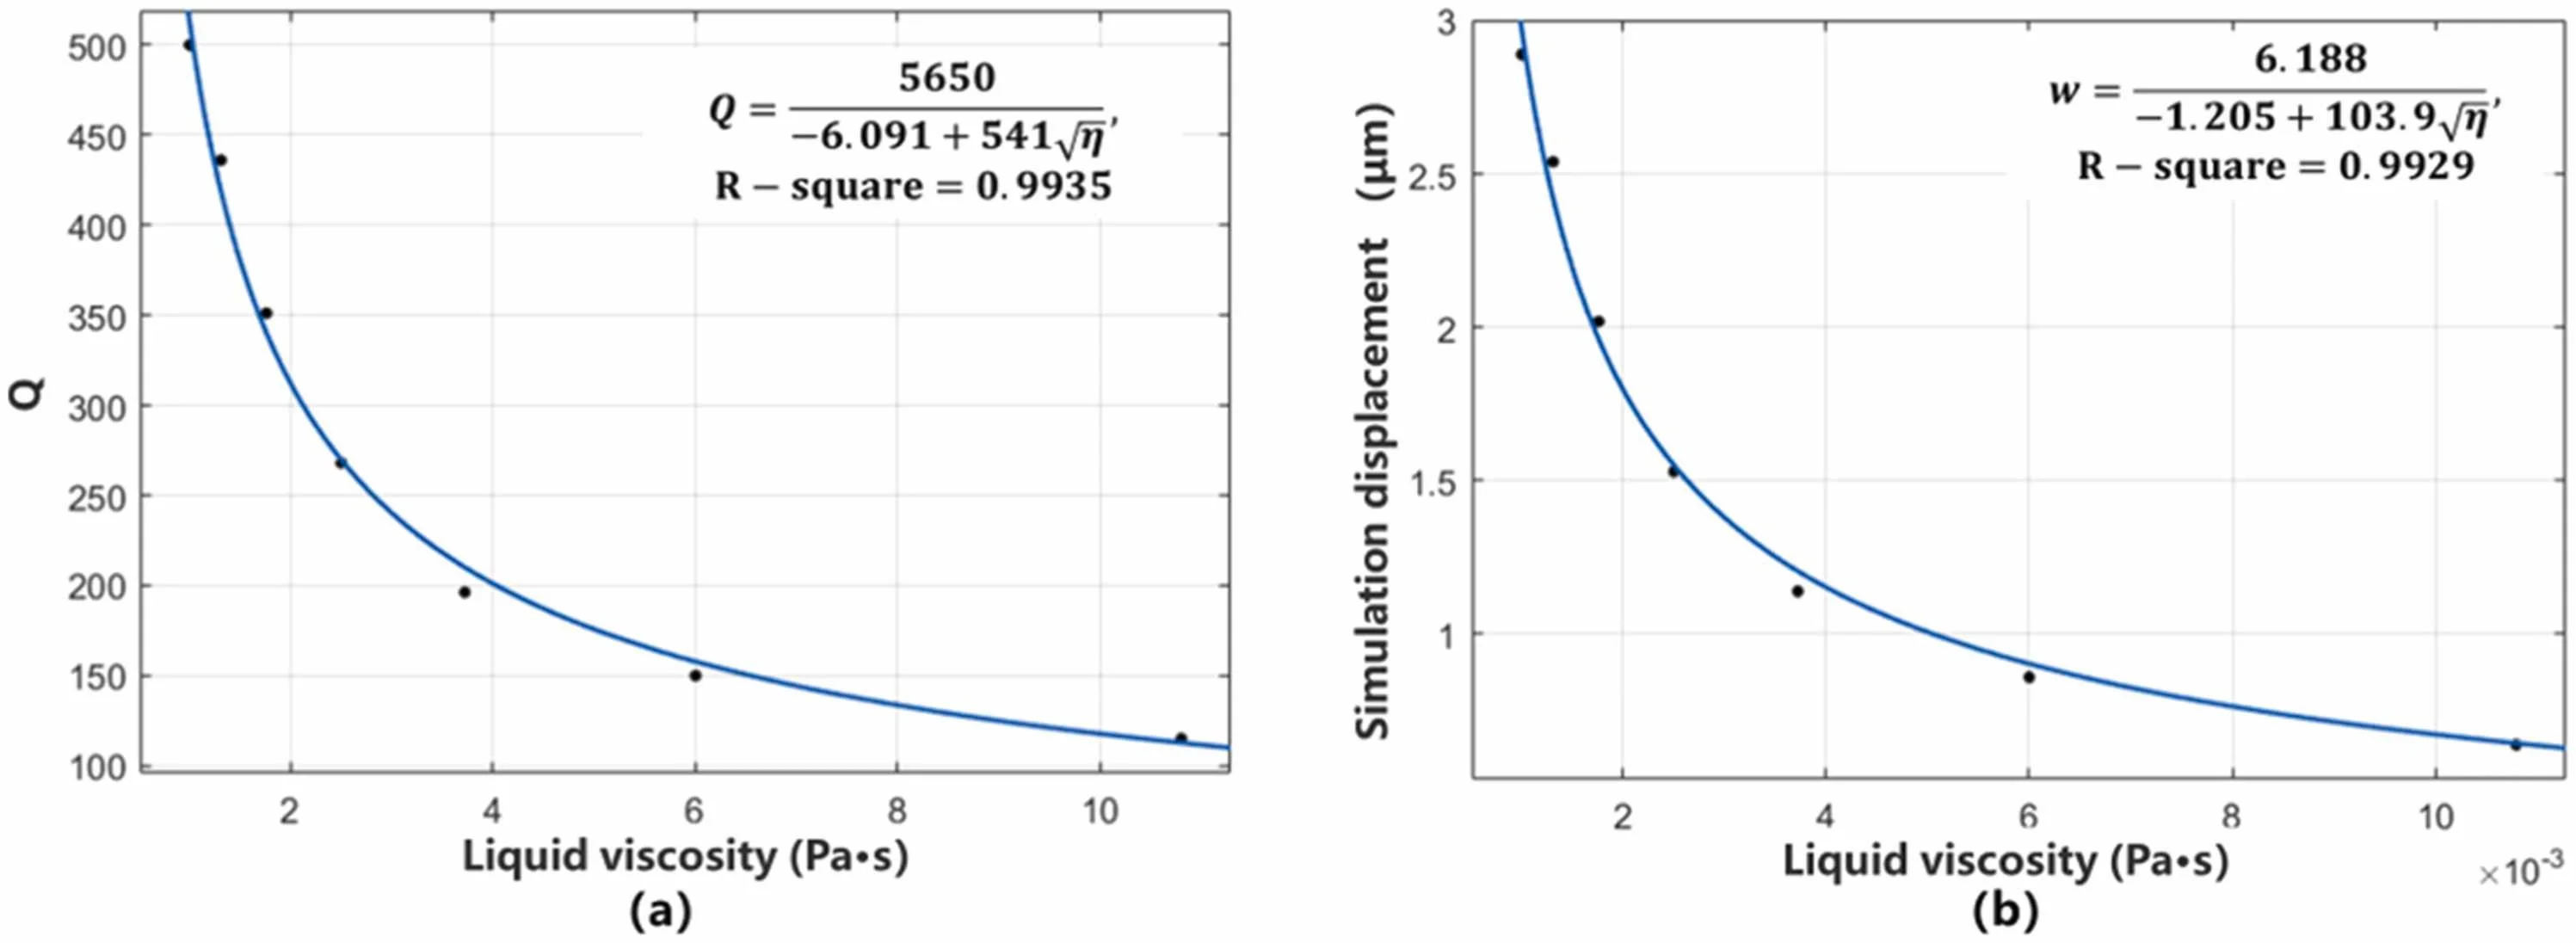 500
450
400
350
300
250
200
150
100
Q
2 4 6 8 10
Liquid viscosity (Pa•s)
(a)
Q = 5650 / −6.091 + 541√η,
R − square = 0.9935
3
2.5
2
1.5
1
Simulation displacement (μm)
2 4 6 8 10
Liquid viscosity (Pa•s)
×10⁻³
(b)
w = 6.188 / −1.205 + 103.9√η,
R − square = 0.9929